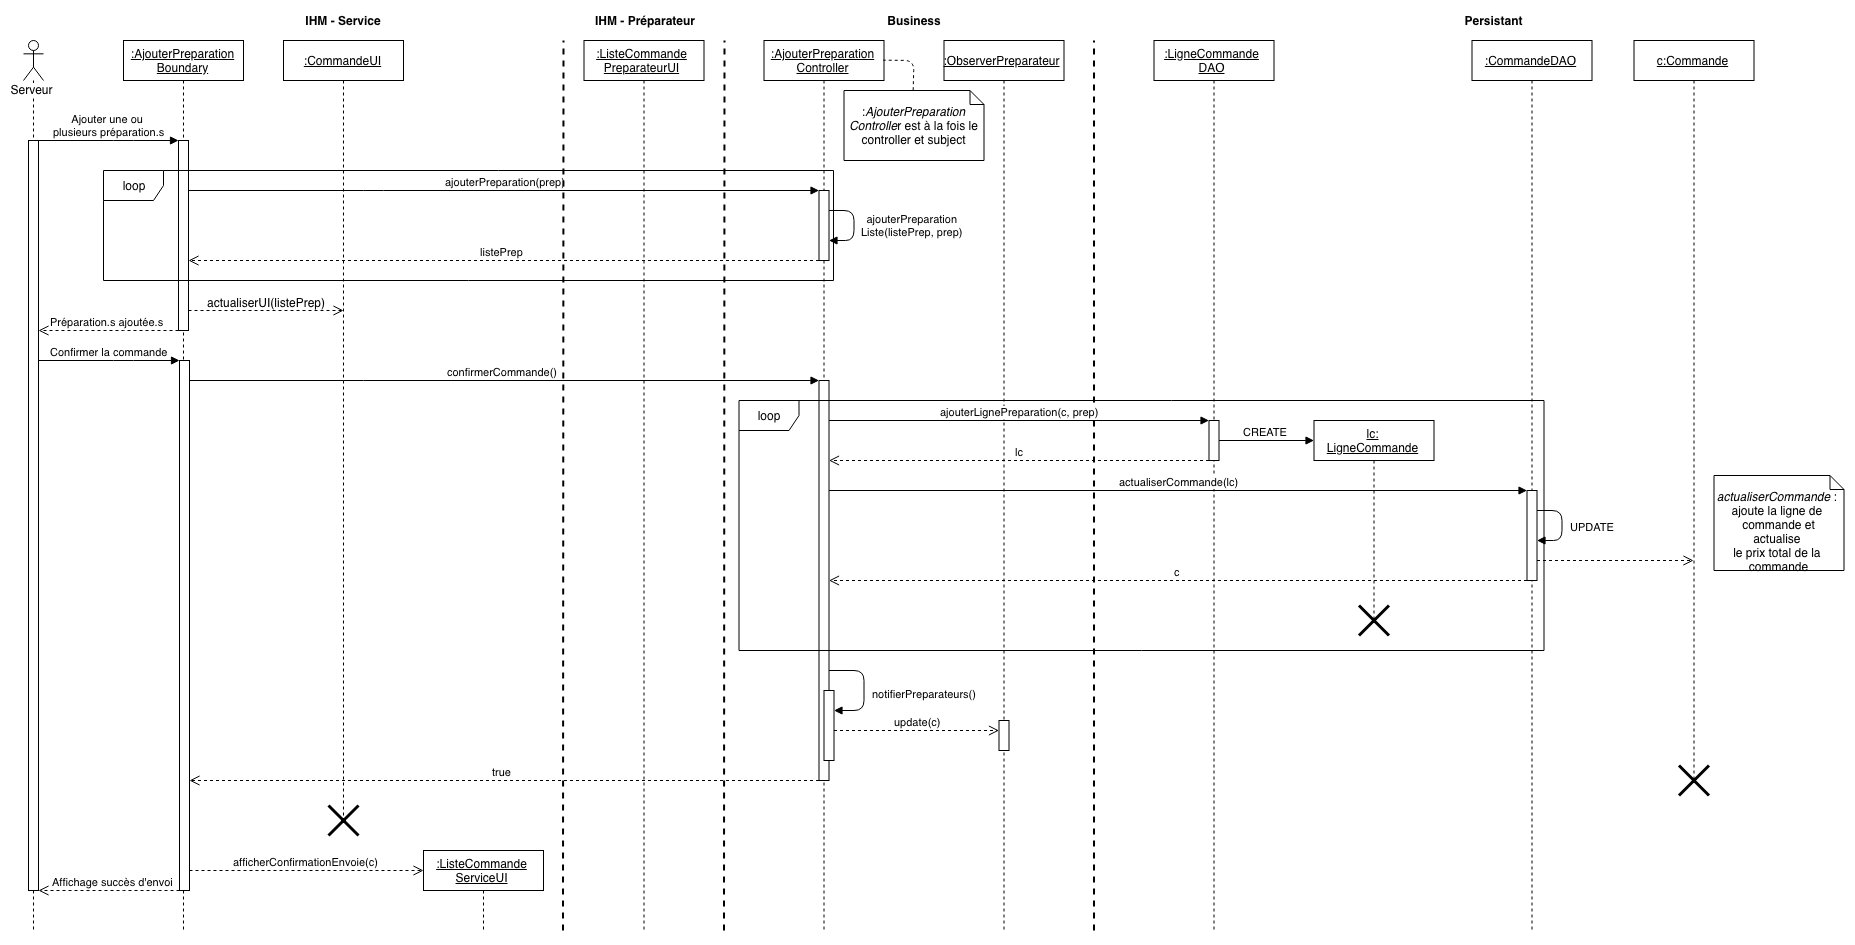 IHM - Service
IHM - Préparateur
Business
Persistant
Serveur
:AjouterPreparation
Boundary
:CommandeUI
:ListeCommande
PreparateurUI
:AjouterPreparation
Controller
:ObserverPreparateur
:LigneCommande
DAO
:CommandeDAO
c:Commande
:AjouterPreparation
Controller est à la fois le
controller et subject
Ajouter une ou
plusieurs préparation.s
loop
ajouterPreparation(prep)
ajouterPreparation
Liste(listePrep, prep)
listePrep
actualiserUI(listePrep)
Préparation.s ajoutée.s
Confirmer la commande
confirmerCommande()
loop
ajouterLignePreparation(c, prep)
CREATE
lc:
LigneCommande
lc
actualiserCommande(lc)
UPDATE
actualiserCommande :
ajoute la ligne de
commande et
actualise
le prix total de la
commande
c
notifierPreparateurs()
update(c)
true
afficherConfirmationEnvoie(c)
:ListeCommande
ServiceUI
Affichage succès d'envoi